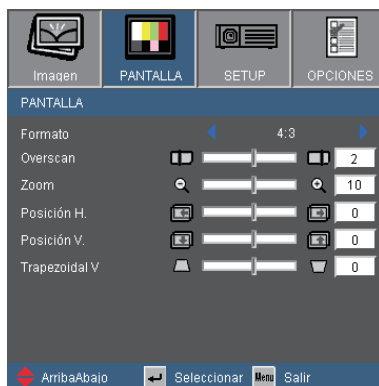 Imagen PANTALLA SETUP OPCIONES
PANTALLA
Formato 4:3
Overscan 2
Zoom 10
Posición H. 0
Posición V. 0
Trapezoidal V 0
ArribaAbajo Seleccionar Menu Salir